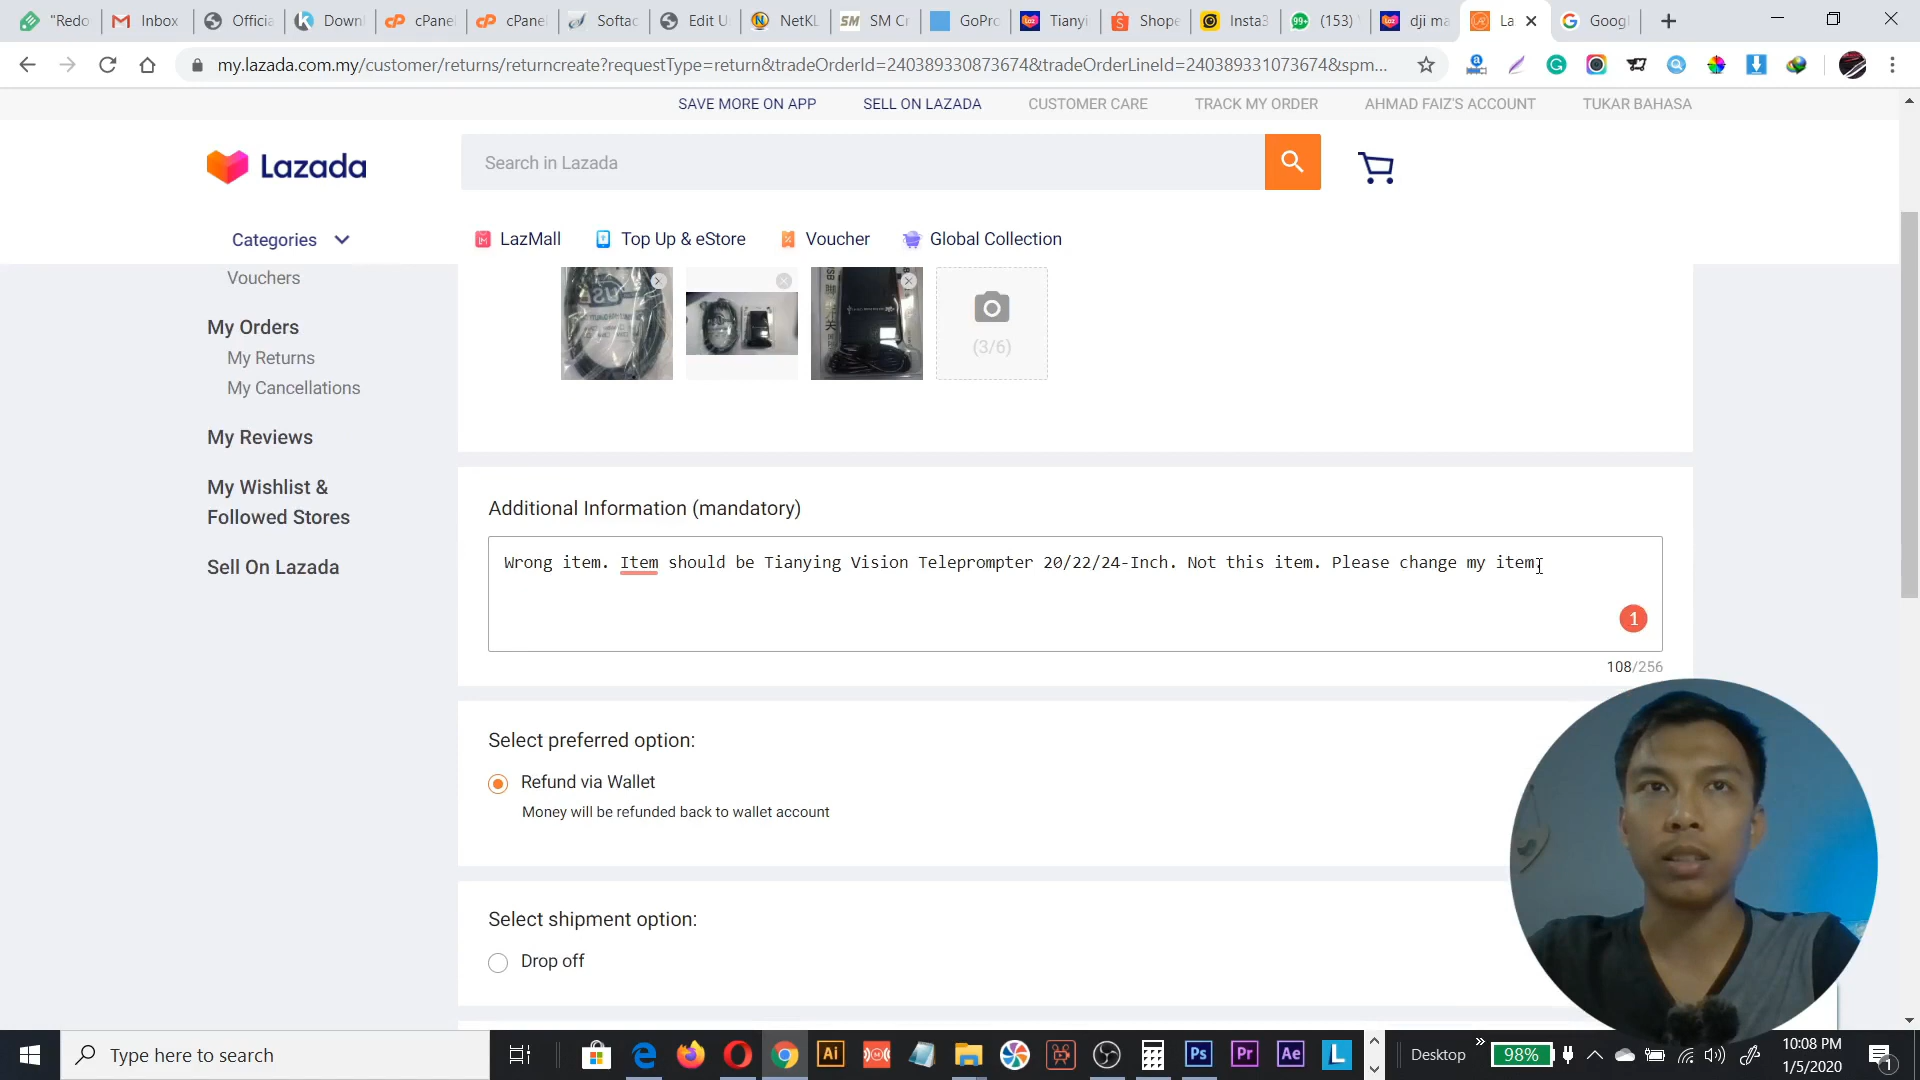 "Redo
Inbox
Officia
Downl
cPanel
cPanel
Softac
Edit U
NetKL
SM Cr
GoPro
Tianyi
Shope
Insta3
(153)
dji ma
La
Googl
my.lazada.com.my/customer/returns/returncreate?requestType=return&tradeOrderId=240389330873674&tradeOrderLineId=240389331073674&spm...
SAVE MORE ON APP
SELL ON LAZADA
CUSTOMER CARE
TRACK MY ORDER
AHMAD FAIZ'S ACCOUNT
TUKAR BAHASA
Lazada
Search in Lazada
Categories
LazMall
Top Up & eStore
Voucher
Global Collection
Vouchers
My Orders
My Returns
My Cancellations
My Reviews
My Wishlist &
Followed Stores
Sell On Lazada
(3/6)
Additional Information (mandatory)
Wrong item. Item should be Tianying Vision Teleprompter 20/22/24-Inch. Not this item. Please change my item.
1
108/256
Select preferred option:
Refund via Wallet
Money will be refunded back to wallet account
Select shipment option:
Drop off
Type here to search
Desktop
98%
10:08 PM
1/5/2020